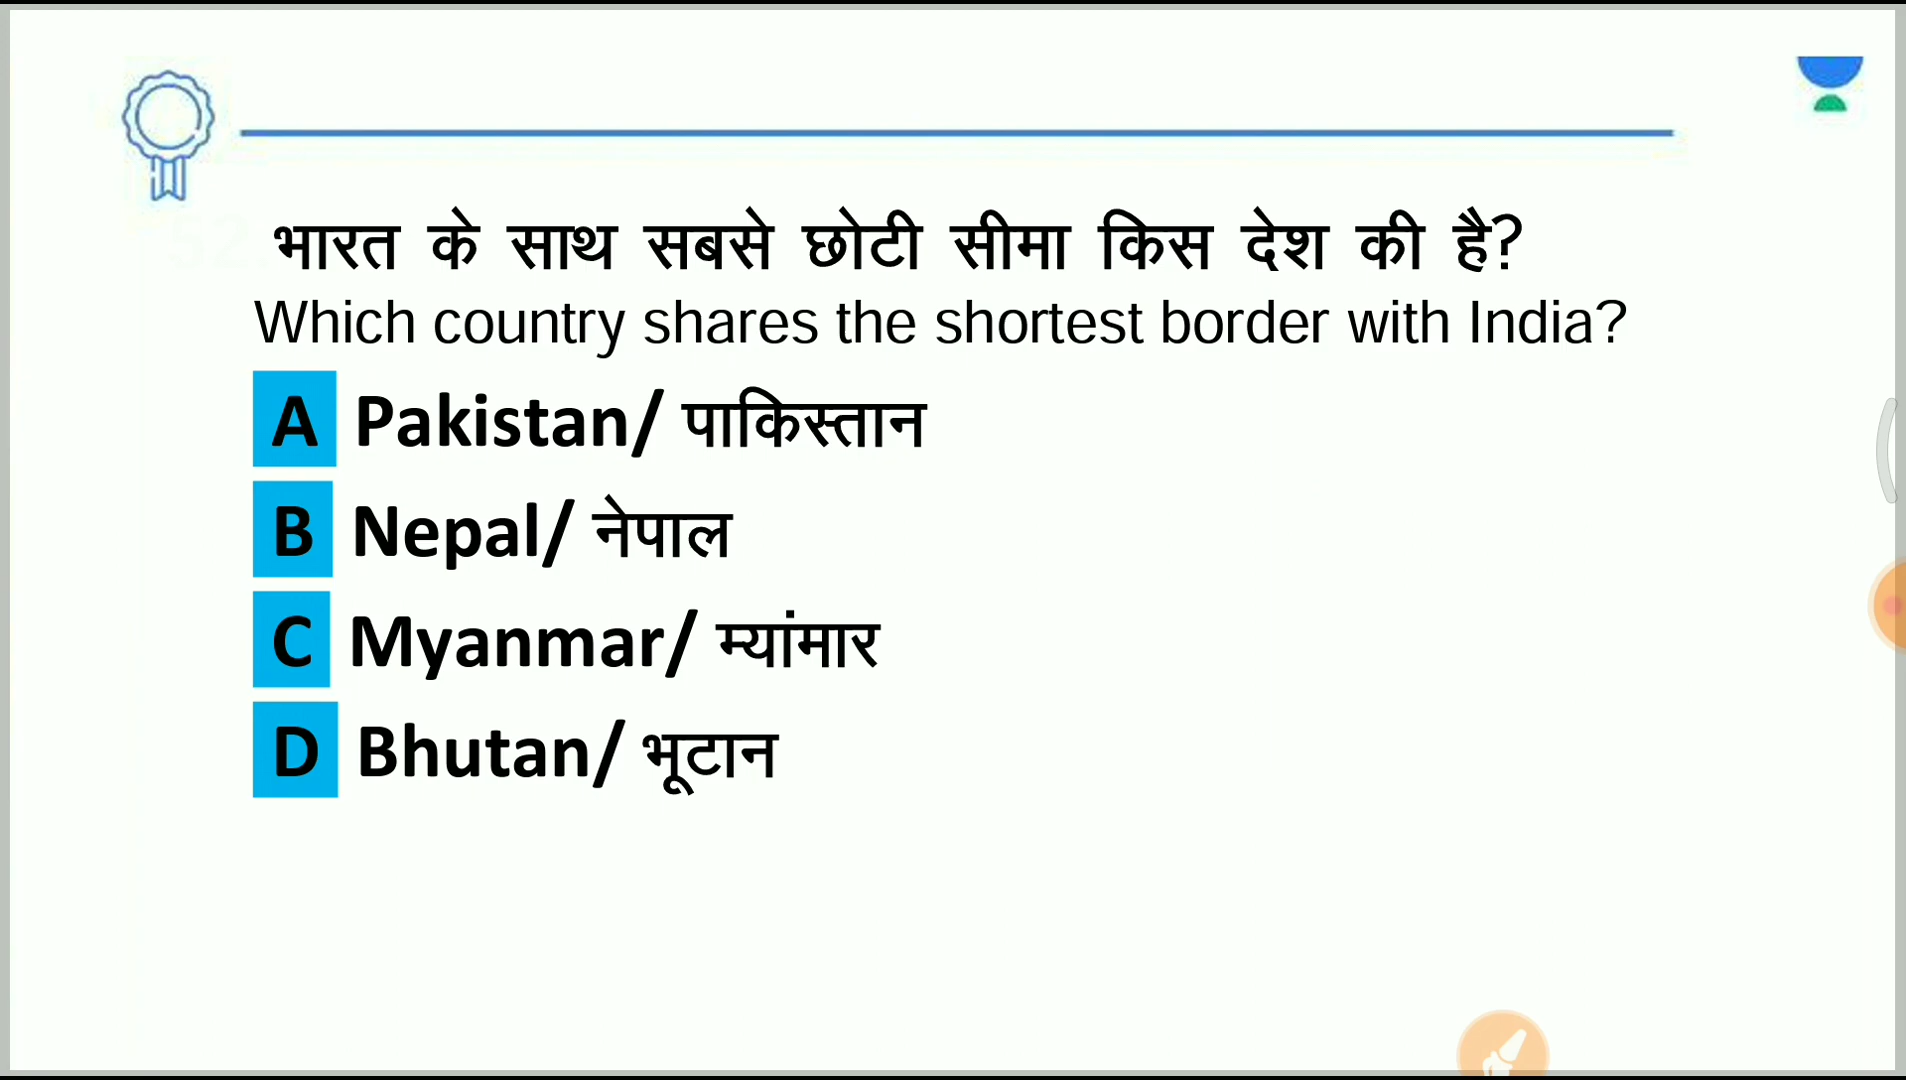 भारत के साथ सबसे छोटी सीमा किस देश की है?
Which country shares the shortest border with India?
A Pakistan/ पाकिस्तान
B Nepal/ नेपाल
C Myanmar/ म्यांमार
D Bhutan/ भूटान